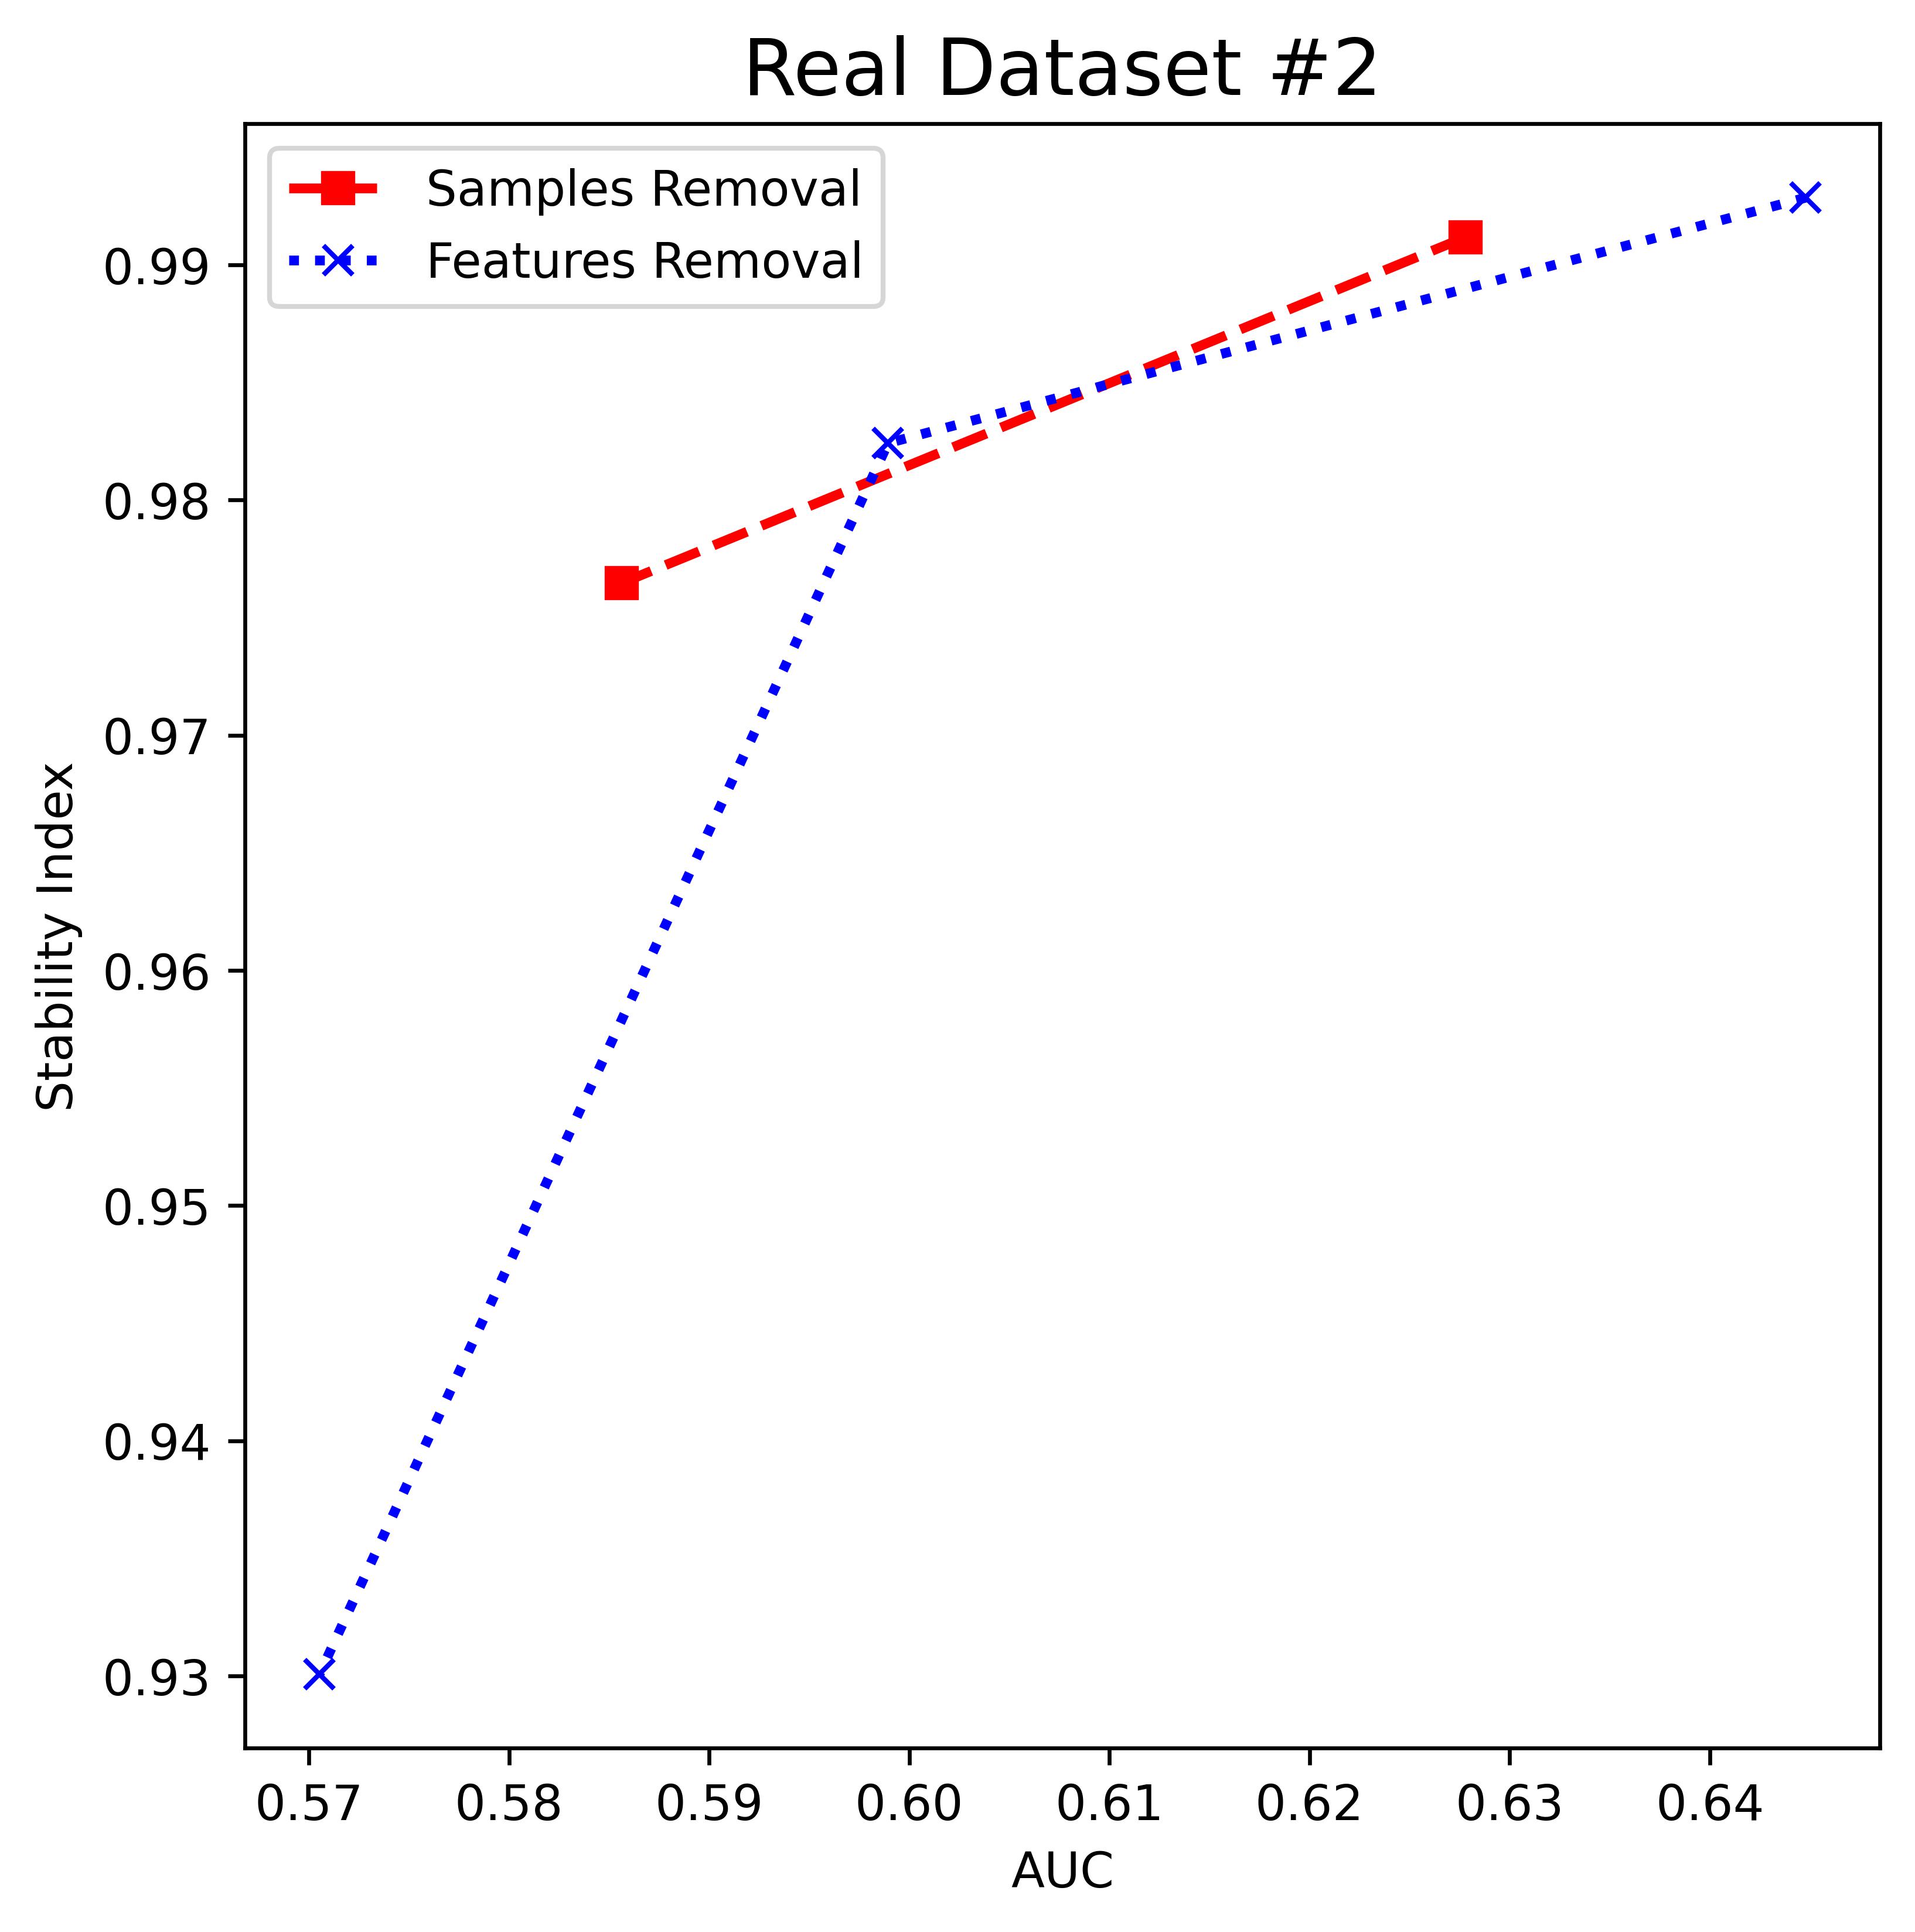 Real Dataset #2
Samples Removal
Features Removal
0.99
0.98
0.97
0.96
0.95
0.94
0.93
Stability Index
0.57 0.58 0.59 0.60 0.61 0.62 0.63 0.64
AUC